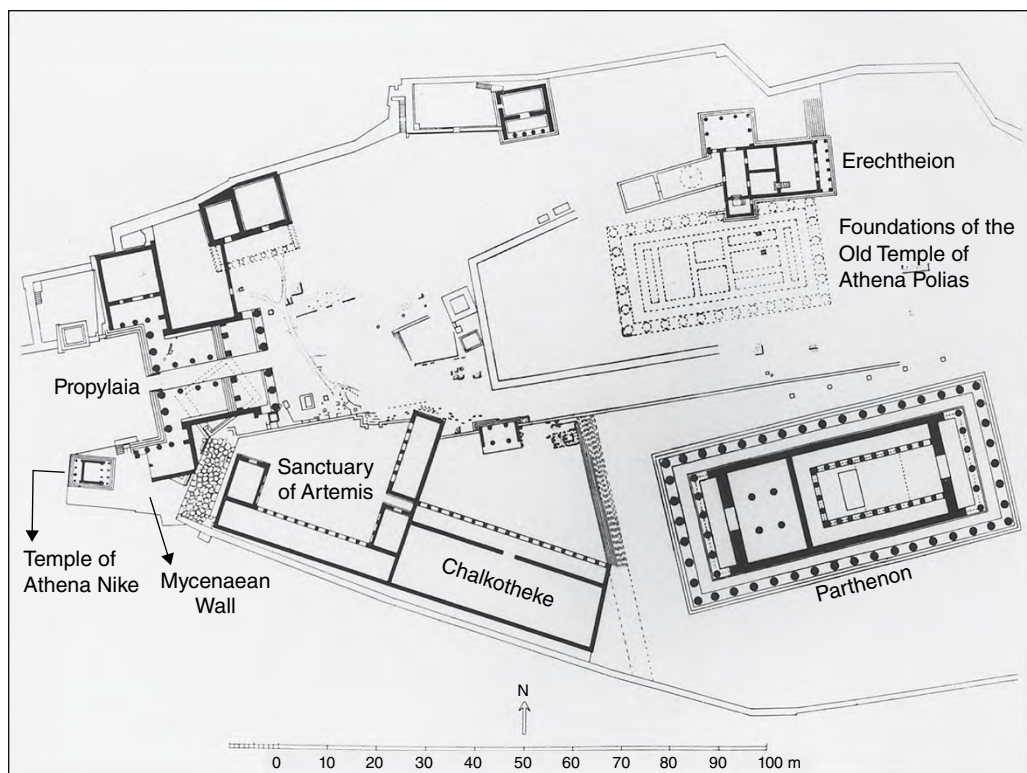 Erechtheion
Foundations of the
Old Temple of
Athena Polias
Propylaia
Sanctuary
of Artemis
Temple of
Athena Nike
Mycenaean
Wall
Chalkotheke
Parthenon
N
0 10 20 30 40 50 60 70 80 90 100 m